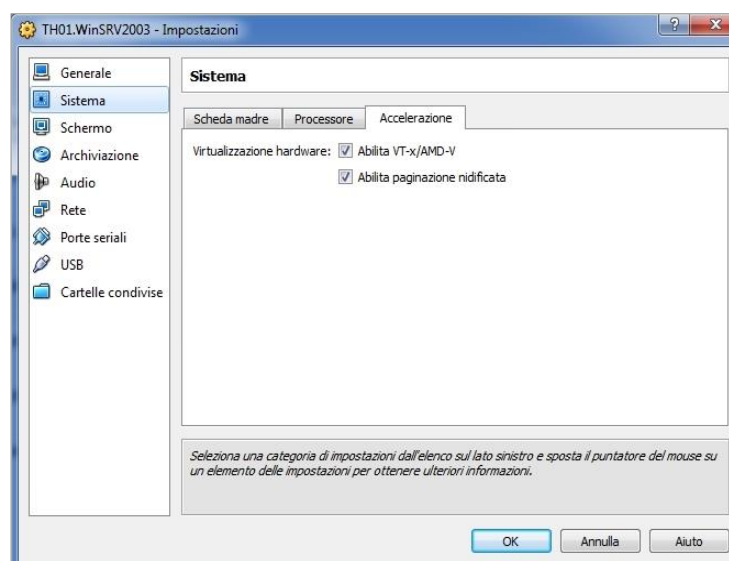 TH01.WinSRV2003 - Impostazioni
?
X
Generale
Sistema
Schermo
Archiviazione
Audio
Rete
Porte seriali
USB
Cartelle condivise
Sistema
Scheda madre Processore Accelerazione
Virtualizzazione hardware: Abilita VT-x/AMD-V
Abilita paginazione nidificata
Seleziona una categoria di impostazioni dall'elenco sul lato sinistro e sposta il puntatore del mouse su
un elemento delle impostazioni per ottenere ulteriori informazioni.
OK Annulla Aiuto